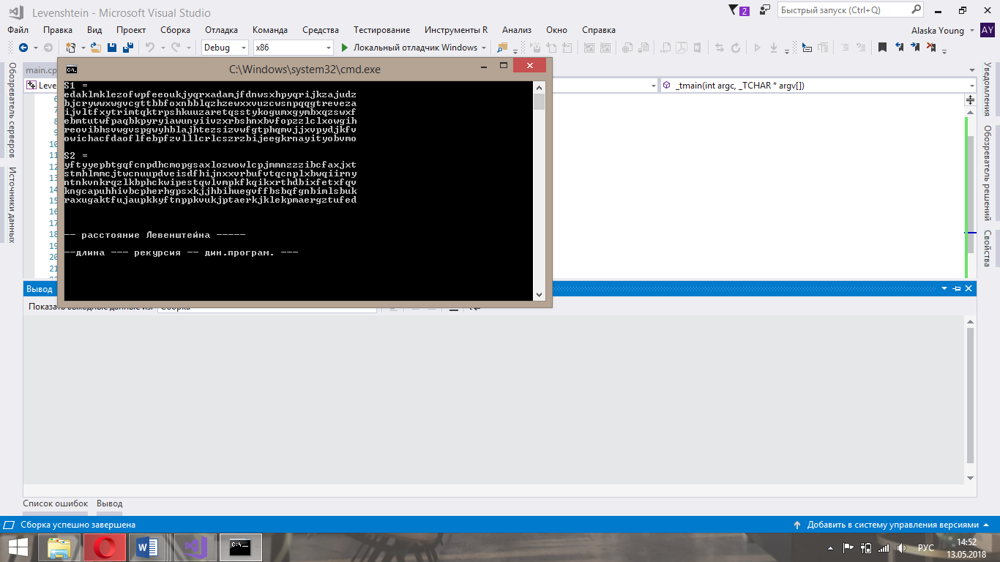 Levenshtein - Microsoft Visual Studio
2
Быстрый запуск (Ctrl+Q)
Файл Правка Вид Проект Сборка Отладка Команда Средства Тестирование Инструменты R Анализ Окно Справка
Alaska Young AY
Debug x86 Локальный отладчик Windows
Обозреватель серверов
Источники данных
main.cp
Leve
_tmain(int argc, _TCHAR * argv[])
7
8
9
10
11
12
13
14
15
16
17
18
19
20
21
C:\Windows\system32\cmd.exe
S1 =
edaklmklezofwpfeeoukjyqrxadamjfdnwsxhpyqrijkzajudz
bjcrywwxwgvcgttbbfoxnbblqzhzewxxvuzcwsnpqqgtreveza
ijvltfxytrimtqktrpshkuuzaretqsstykogumxgymbxqzswxf
ebmtutwfpaqbkpyryiawunyiivzxrbshnxbvfopzzlclxowgih
reovibhsvwgvspgwyhblajhtezsizvwfgtphqmvjjxvpydjkfv
owichacfdaoflfebpfzvlllcrlcszrzbijeegkrnayityobvmo
S2 =
yftyyepbtgqfcnpdhcmopgsaxlozwowlcpjmmnzzzibcfaxjxt
stmhlmmcjtwcnuupdveisdfhijnxxvrbufvtqcnplxbwqiirny
ntnkvnkrqzlkbphckwipestqwlvmpkfkqikxrthdbixfetxfqv
kngcapuhhivbcpherhgpsxkjjhbihuegvffbsbqfgnbimlsbuk
raxugaktfujaupkkyftnppkvukjptaerkjklekpmaergztufed
-- расстояние Левенштейна -----
--длина --- рекурсия -- дин.програм. ---
Вывод
Показать выходные данные из: Сборка
Список ошибок Вывод
Обозреватель решений
Уведомления
Свойства
Сборка успешно завершена
Добавить в систему управления версиями
РУС
14:52
13.05.2018